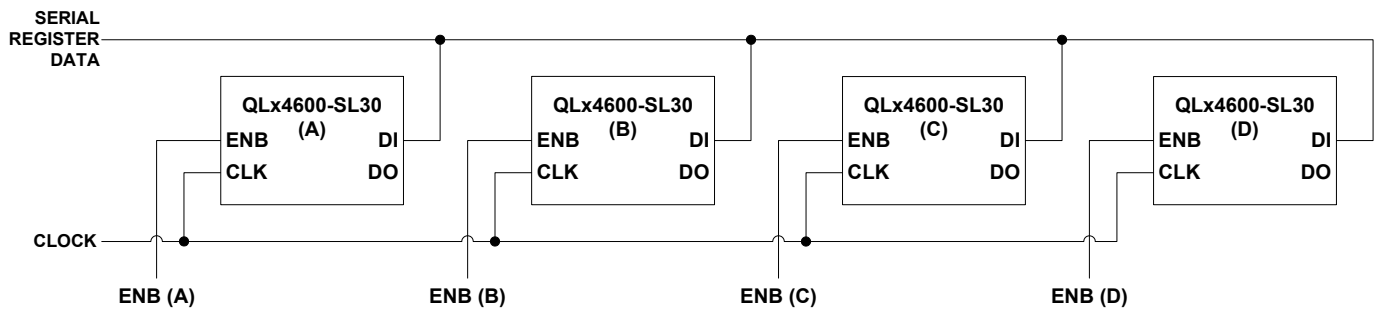 SERIAL
REGISTER
DATA
QLx4600-SL30
(A)
ENB DI
CLK DO
QLx4600-SL30
(B)
ENB DI
CLK DO
QLx4600-SL30
(C)
ENB DI
CLK DO
QLx4600-SL30
(D)
ENB DI
CLK DO
CLOCK
ENB (A) ENB (B) ENB (C) ENB (D)